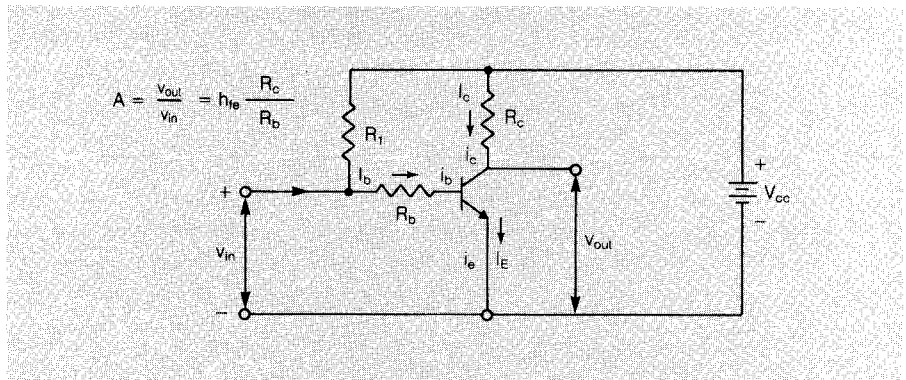 A = v_out / v_in = h_fe R_c / R_b
I_c
R_c
R_1
i_c
I_b
i_b
+
R_b
+
V_cc
−
v_in
v_out
i_e
I_E
−